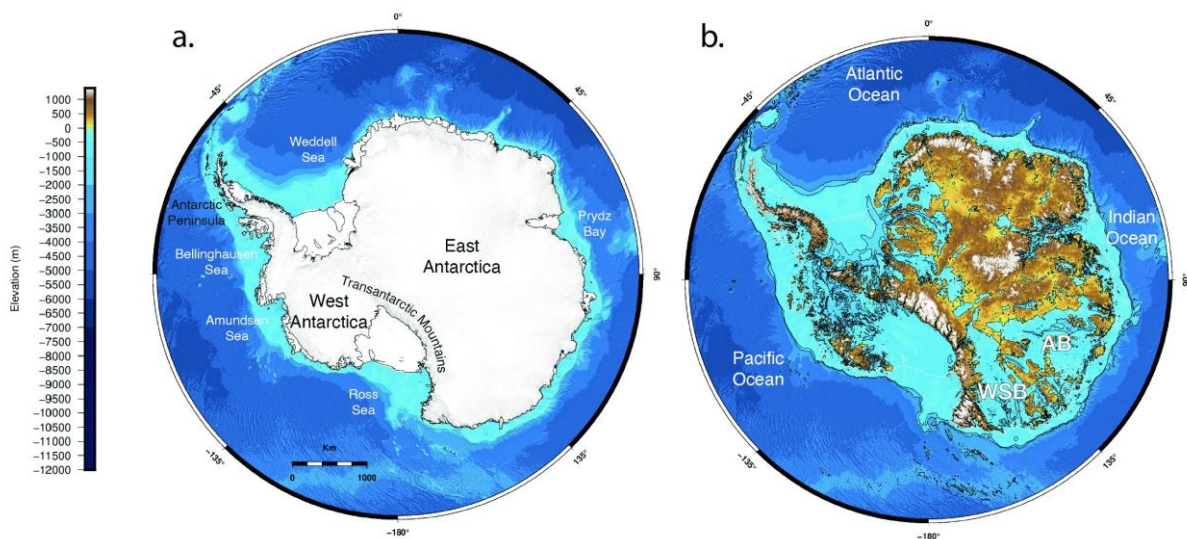 a.
b.
Elevation (m)
1000
500
0
−500
−1000
−1500
−2000
−2500
−3000
−3500
−4000
−4500
−5000
−5500
−6000
−6500
−7000
−7500
−8000
−8500
−9000
−9500
−10000
−10500
−11000
−11500
−12000
0°
45°
90°
135°
−180°
−135°
−45°
Weddell
Sea
Antarctic
Peninsula
Bellinghausen
Sea
Amundsen
Sea
West
Antarctica
Transantarctic Mountains
East
Antarctica
Prydz
Bay
Ross
Sea
Km
0
1000
0°
45°
90°
135°
−180°
−135°
−45°
Atlantic
Ocean
Indian
Ocean
Pacific
Ocean
AB
WSB